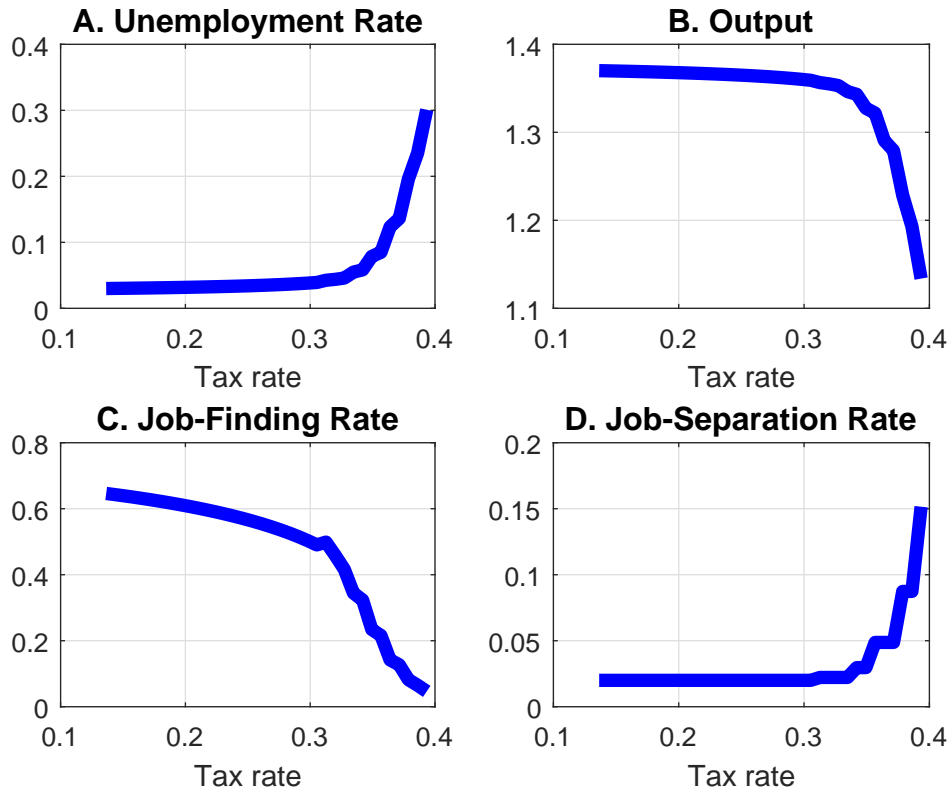 A. Unemployment Rate
0.4
0.3
0.2
0.1
0
0.1 0.2 0.3 0.4
Tax rate
B. Output
1.4
1.3
1.2
1.1
0.1 0.2 0.3 0.4
Tax rate
C. Job-Finding Rate
0.8
0.6
0.4
0.2
0
0.1 0.2 0.3 0.4
Tax rate
D. Job-Separation Rate
0.2
0.15
0.1
0.05
0
0.1 0.2 0.3 0.4
Tax rate